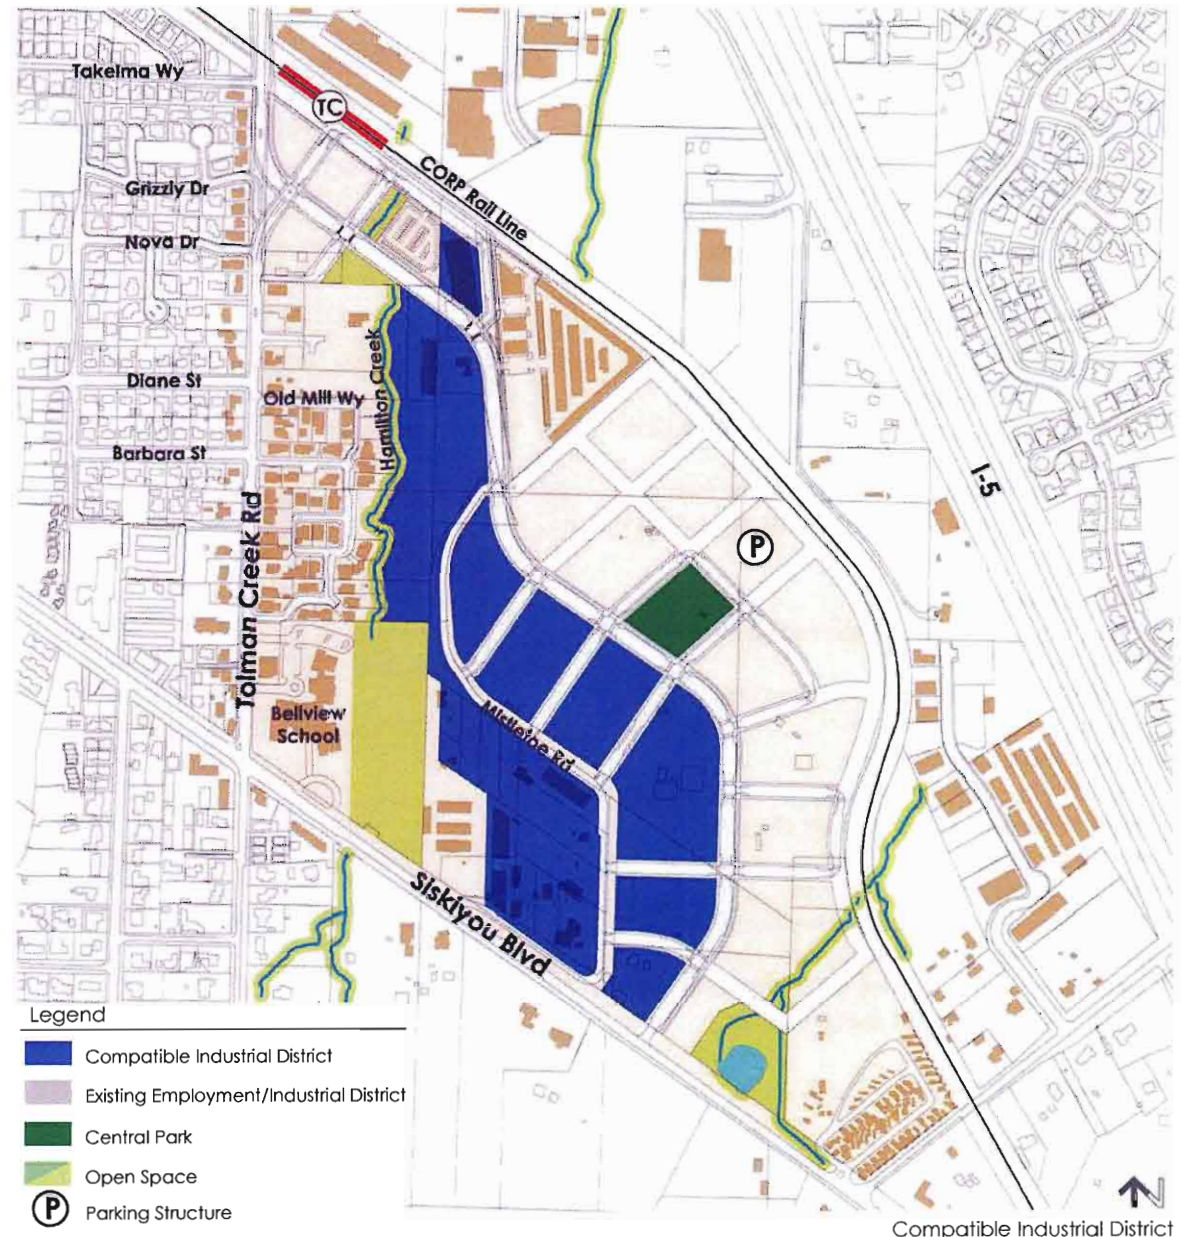 Takelma Wy
TC
CORP Rail Line
Grizzly Dr
Nova Dr
Hamilton Creek
Diane St
Old Mill Wy
Barbara St
I-5
Tolman Creek Rd
P
Bellview
School
Mistletoe Rd
Siskiyou Blvd
Legend
Compatible Industrial District
Existing Employment/Industrial District
Central Park
Open Space
P Parking Structure
N
Compatible Industrial District